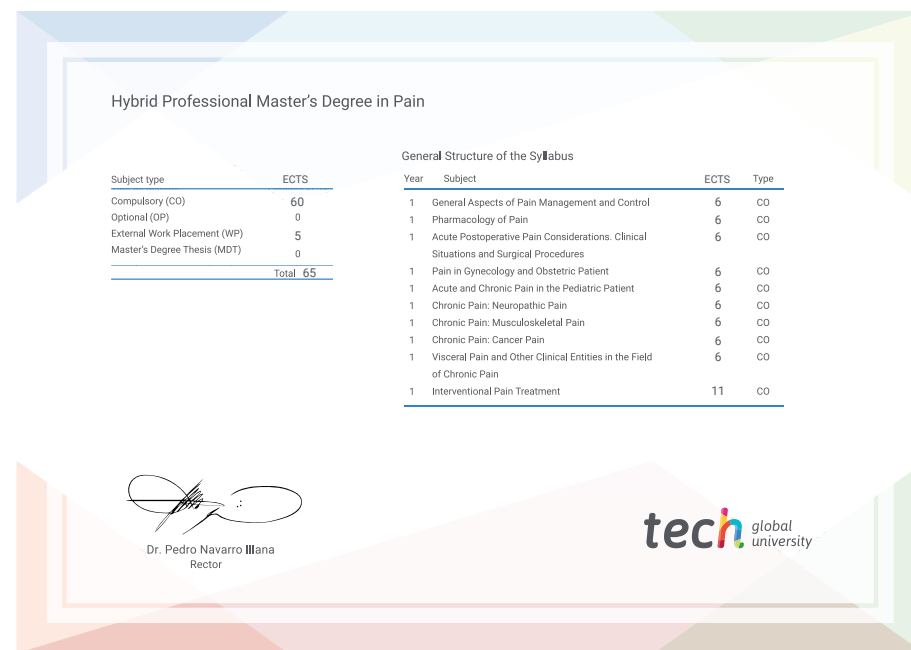 Hybrid Professional Master's Degree in Pain
Subject type ECTS
Compulsory (CO) 60
Optional (OP) 0
External Work Placement (WP) 5
Master's Degree Thesis (MDT) 0
Total 65
General Structure of the Syllabus
Year Subject ECTS Type
1 General Aspects of Pain Management and Control 6 CO
1 Pharmacology of Pain 6 CO
1 Acute Postoperative Pain Considerations. Clinical 6 CO
Situations and Surgical Procedures
1 Pain in Gynecology and Obstetric Patient 6 CO
1 Acute and Chronic Pain in the Pediatric Patient 6 CO
1 Chronic Pain: Neuropathic Pain 6 CO
1 Chronic Pain: Musculoskeletal Pain 6 CO
1 Chronic Pain: Cancer Pain 6 CO
1 Visceral Pain and Other Clinical Entities in the Field 6 CO
of Chronic Pain
1 Interventional Pain Treatment 11 CO
Dr. Pedro Navarro Illana
Rector
tech global
university